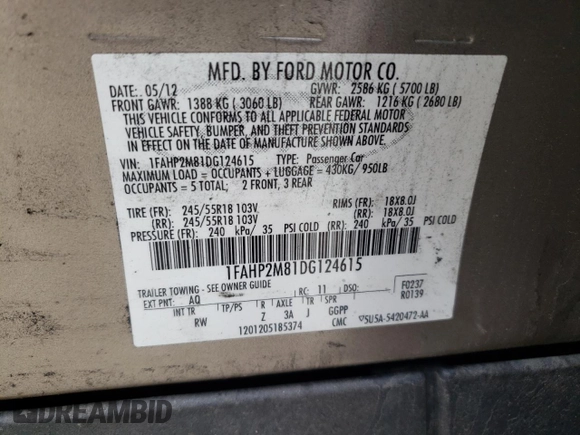 MFD. BY FORD MOTOR CO.
DATE: 05/12 GVWR: 2586 KG ( 5700 LB)
FRONT GAWR: 1388 KG ( 3060 LB) REAR GAWR: 1216 KG ( 2680 LB)
THIS VEHICLE CONFORMS TO ALL APPLICABLE FEDERAL MOTOR
VEHICLE SAFETY, BUMPER, AND THEFT PREVENTION STANDARDS
IN EFFECT ON THE DATE OF MANUFACTURE SHOWN ABOVE.
VIN: 1FAHP2M81DG124615 TYPE: Passenger Car
MAXIMUM LOAD = OCCUPANTS + LUGGAGE = 430KG/ 950LB
OCCUPANTS = 5 TOTAL; 2 FRONT, 3 REAR
TIRE (FR): 245/55R18 103V RIMS (FR): 18X8.0J
(RR): 245/55R18 103V (RR): 18X8.0J
PRESSURE (FR): 240 kPa/ 35 PSI COLD (RR): 240 kPa/ 35 PSI COLD
1FAHP2M81DG124615
TRAILER TOWING - SEE OWNER GUIDE
EXT PNT: AQ RC: 11 DSO: F0237
R0139
INT TR TP/PS R AXLE TR SPR
RW Z 3A J GGPP
1201205185374 CMC ▽5U5A-5420472-AA
DREAMBID